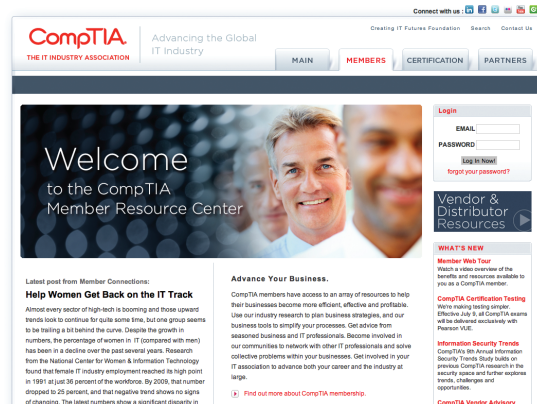 Connect with us :
CompTIA.
THE IT INDUSTRY ASSOCIATION
Advancing the Global
IT Industry
Creating IT Futures Foundation Search Contact Us
MAIN MEMBERS CERTIFICATION PARTNERS
Welcome
to the CompTIA
Member Resource Center
Login
EMAIL
PASSWORD
Log In Now!
forgot your password?
Vendor &
Distributor
Resources
WHAT'S NEW
Member Web Tour
Watch a video overview of the
benefits and resources available to
you as a CompTIA member.
CompTIA Certification Testing
We're making testing simpler.
Effective July 9, all CompTIA exams
will be delivered exclusively with
Pearson VUE.
Information Security Trends
CompTIA's 9th Annual Information
Security Trends Study builds on
previous CompTIA research in the
security space and further explores
trends, challenges and
opportunities.
CompTIA Vendor Advisory
Latest post from Member Connections:
Help Women Get Back on the IT Track
Almost every sector of high-tech is booming and those upward
trends look to continue for quite some time, but one group seems
to be trailing a bit behind the curve. Despite the growth in
numbers, the percentage of women in IT (compared with men)
has been in a decline over the past several years. Research
from the National Center for Women & Information Technology
found that female IT industry employment reached its high point
in 1991 at just 36 percent of the workforce. By 2009, that number
dropped to 25 percent, and that negative trend shows no signs
of changing. The latest numbers show a significant disparity in
Advance Your Business.
CompTIA members have access to an array of resources to help
their businesses become more efficient, effective and profitable.
Use our industry research to plan business strategies, and our
business tools to simplify your processes. Get advice from
seasoned business and IT professionals. Become involved in
our communities to network with other IT professionals and solve
collective problems within your businesses. Get involved in your
IT association to advance both your career and the industry at
large.
Find out more about CompTIA membership.